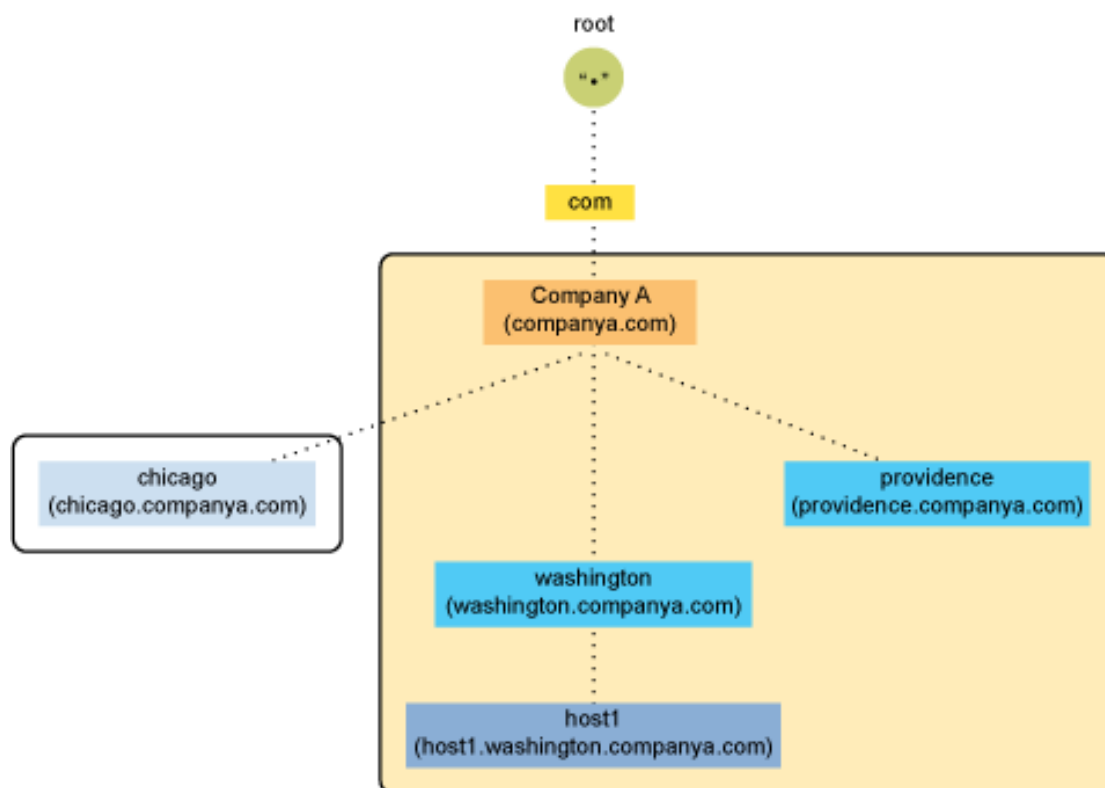 root
“.”
com
Company A
(companya.com)
chicago
(chicago.companya.com)
providence
(providence.companya.com)
washington
(washington.companya.com)
host1
(host1.washington.companya.com)